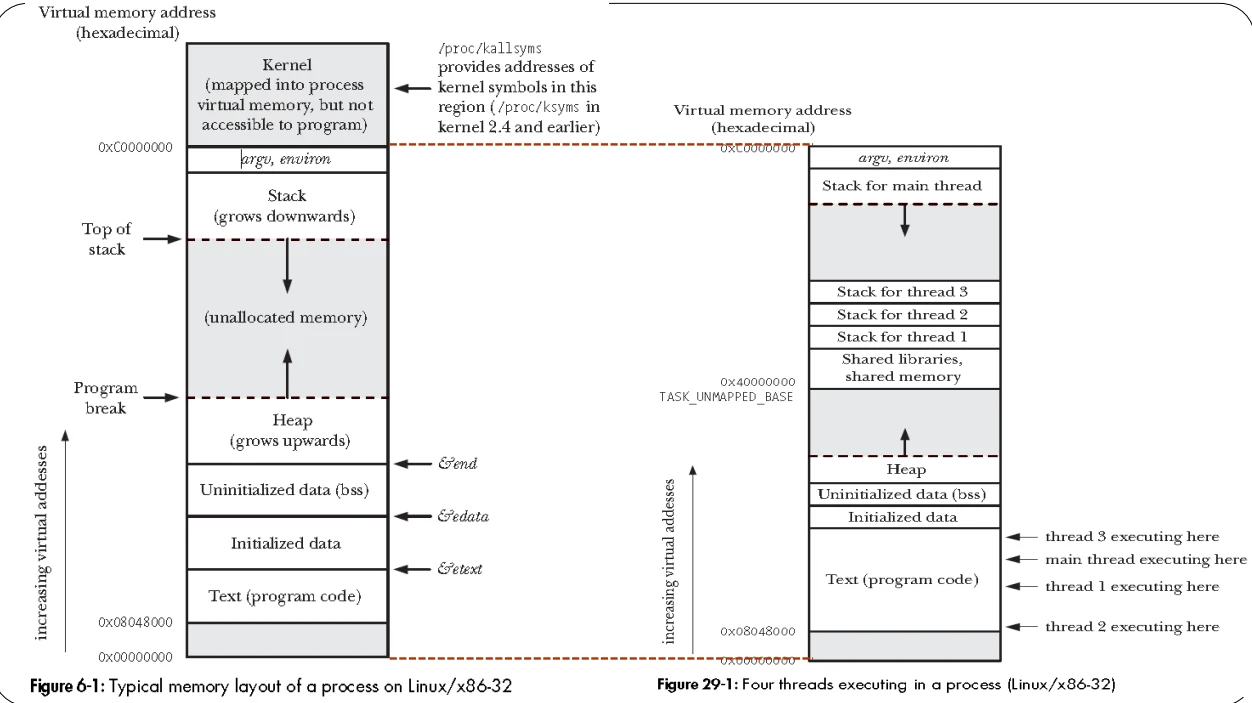 Virtual memory address
(hexadecimal)
Kernel
(mapped into process
virtual memory, but not
accessible to program)
/proc/kallsyms
provides addresses of
kernel symbols in this
region (/proc/ksyms in
kernel 2.4 and earlier)
0xC0000000
argv, environ
Stack
(grows downwards)
Top of
stack
(unallocated memory)
Program
break
Heap
(grows upwards)
&end
Uninitialized data (bss)
&edata
Initialized data
&etext
Text (program code)
0x08048000
0x00000000
increasing virtual addesses
Figure 6-1: Typical memory layout of a process on Linux/x86-32
Virtual memory address
(hexadecimal)
0xC0000000
argv, environ
Stack for main thread
Stack for thread 3
Stack for thread 2
Stack for thread 1
Shared libraries,
shared memory
0x40000000
TASK_UNMAPPED_BASE
Heap
Uninitialized data (bss)
Initialized data
thread 3 executing here
main thread executing here
Text (program code)
thread 1 executing here
thread 2 executing here
0x08048000
0x00000000
increasing virtual addesses
Figure 29-1: Four threads executing in a process (Linux/x86-32)